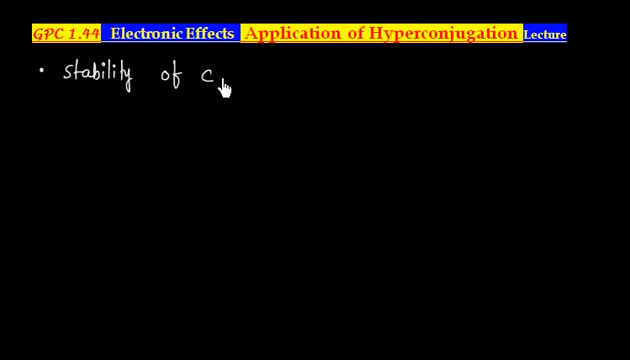 GPC 1.44 Electronic Effects Application of Hyperconjugation Lecture
• Stability of c